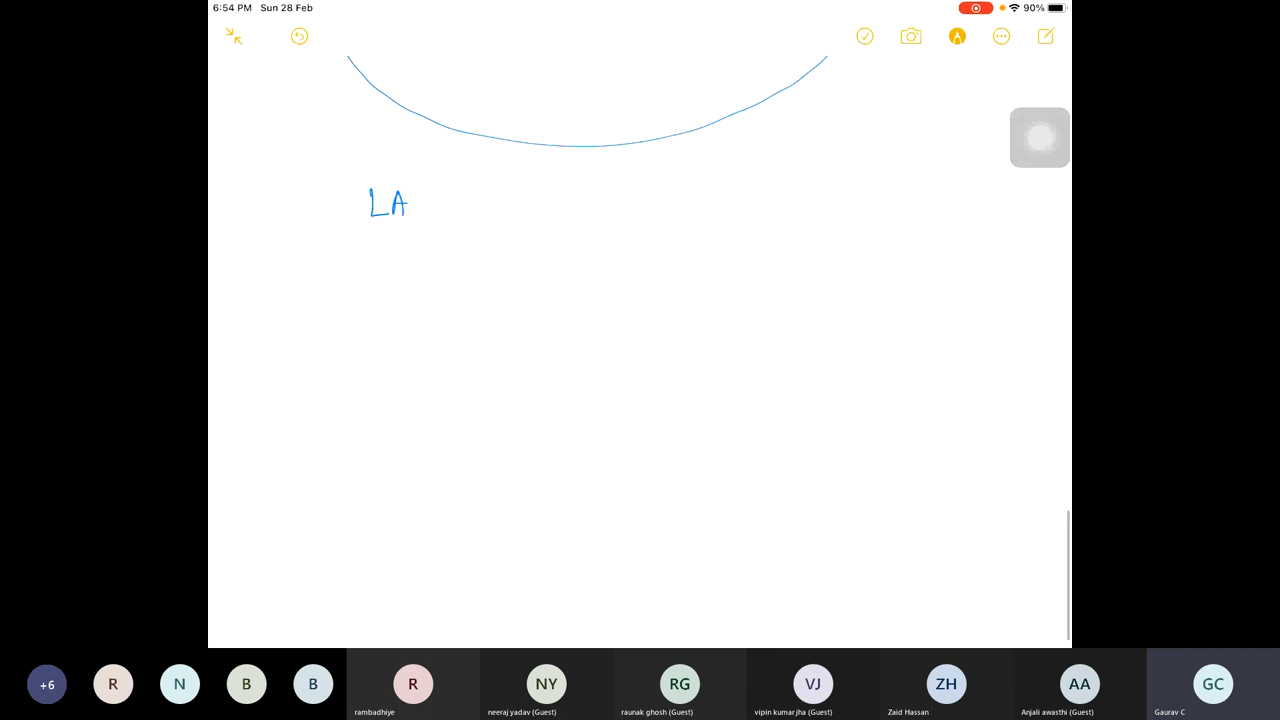 6:54 PM Sun 28 Feb
90%
LA
+6
R
N
B
B
R
NY
RG
VJ
ZH
AA
GC
rambadhiye
neeraj yadav (Guest)
raunak ghosh (Guest)
vipin kumar jha (Guest)
Zaid Hassan
Anjali awasthi (Guest)
Gaurav C